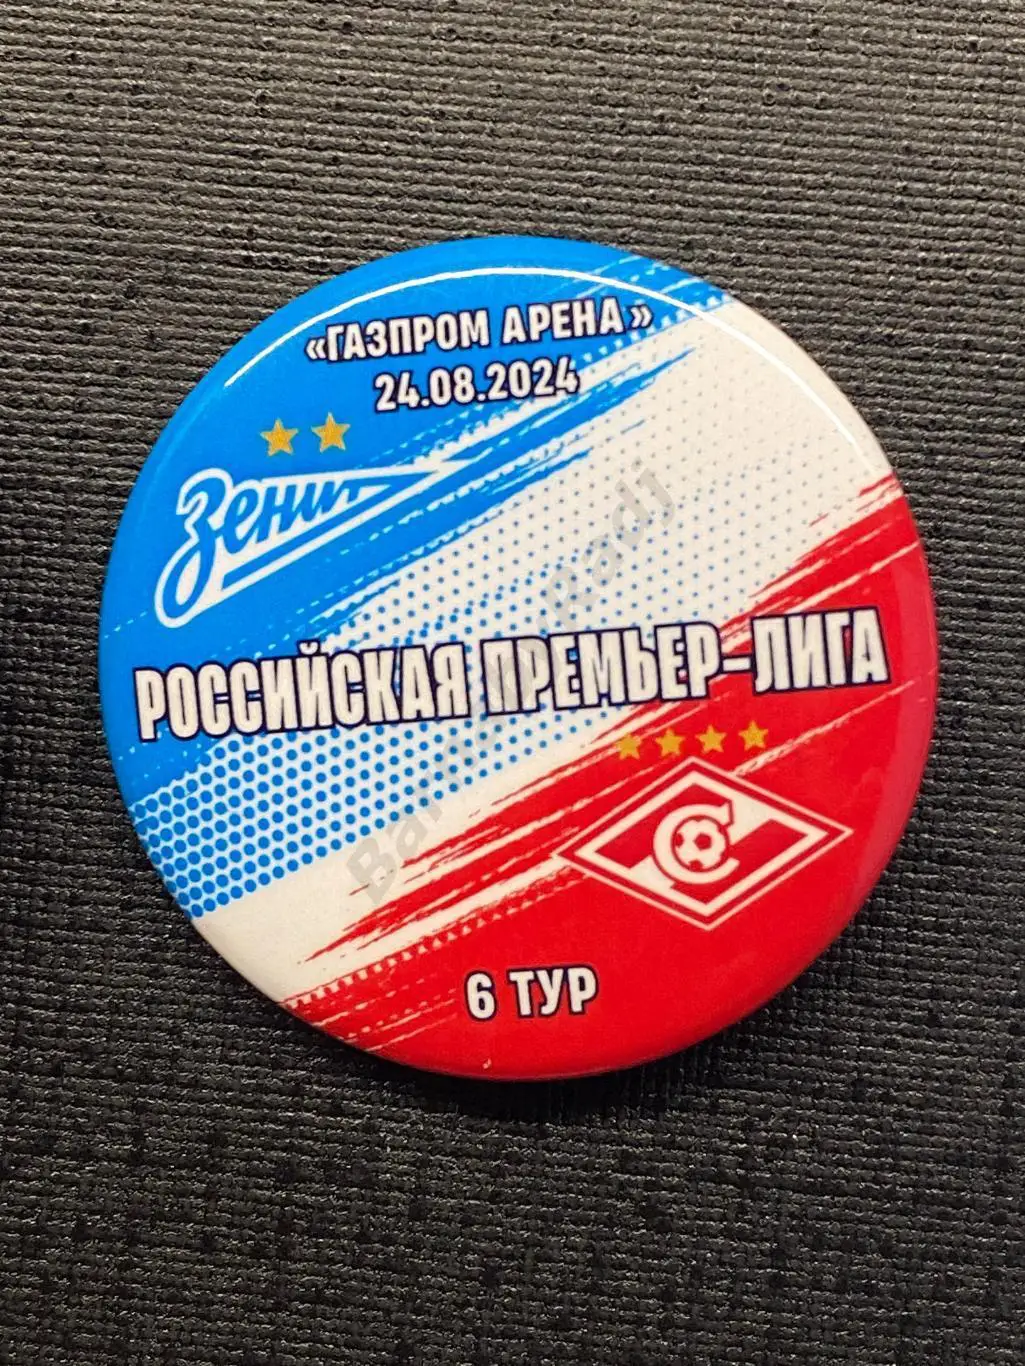 «ГАЗПРОМ АРЕНА»
24.08.2024
Зенит
РОССИЙСКАЯ ПРЕМЬЕР-ЛИГА
6 ТУР